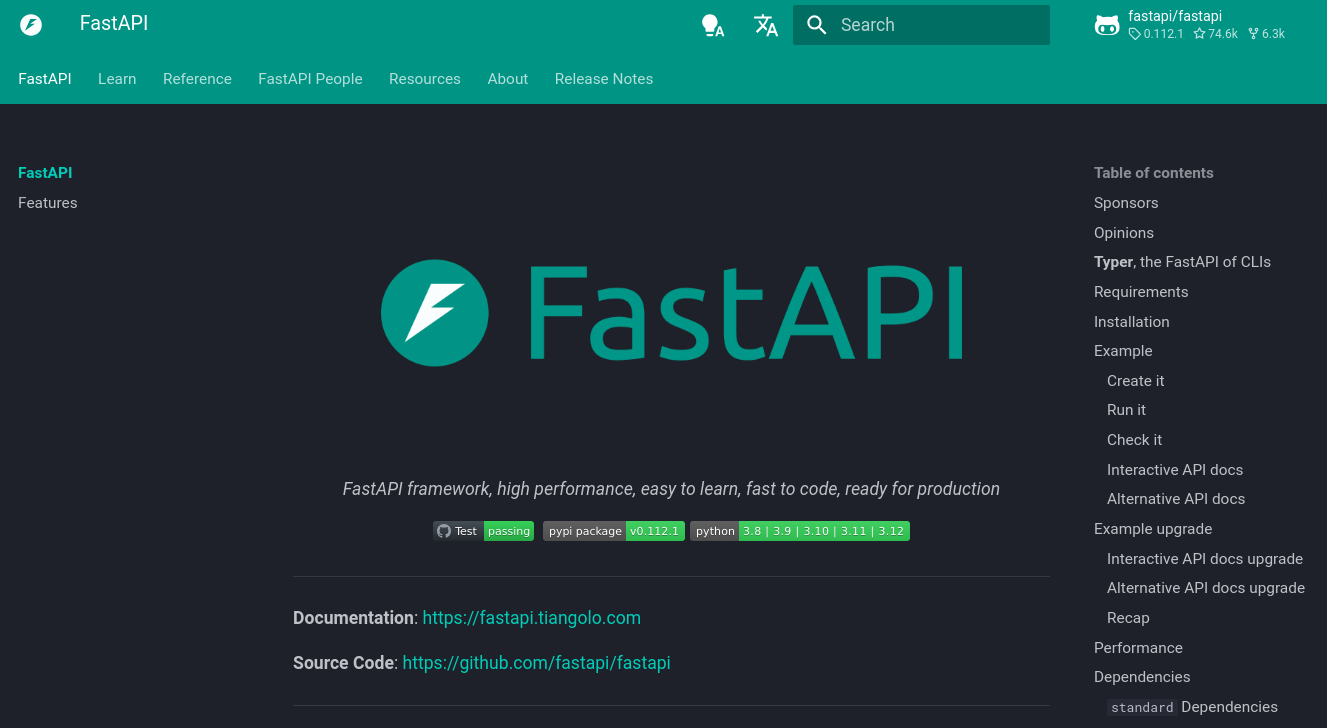 FastAPI
Search
fastapi/fastapi
0.112.1 74.6k 6.3k
FastAPI Learn Reference FastAPI People Resources About Release Notes
FastAPI
Features
FastAPI
FastAPI framework, high performance, easy to learn, fast to code, ready for production
Test passing pypi package v0.112.1 python 3.8 | 3.9 | 3.10 | 3.11 | 3.12
Documentation: https://fastapi.tiangolo.com
Source Code: https://github.com/fastapi/fastapi
Table of contents
Sponsors
Opinions
Typer, the FastAPI of CLIs
Requirements
Installation
Example
Create it
Run it
Check it
Interactive API docs
Alternative API docs
Example upgrade
Interactive API docs upgrade
Alternative API docs upgrade
Recap
Performance
Dependencies
standard Dependencies